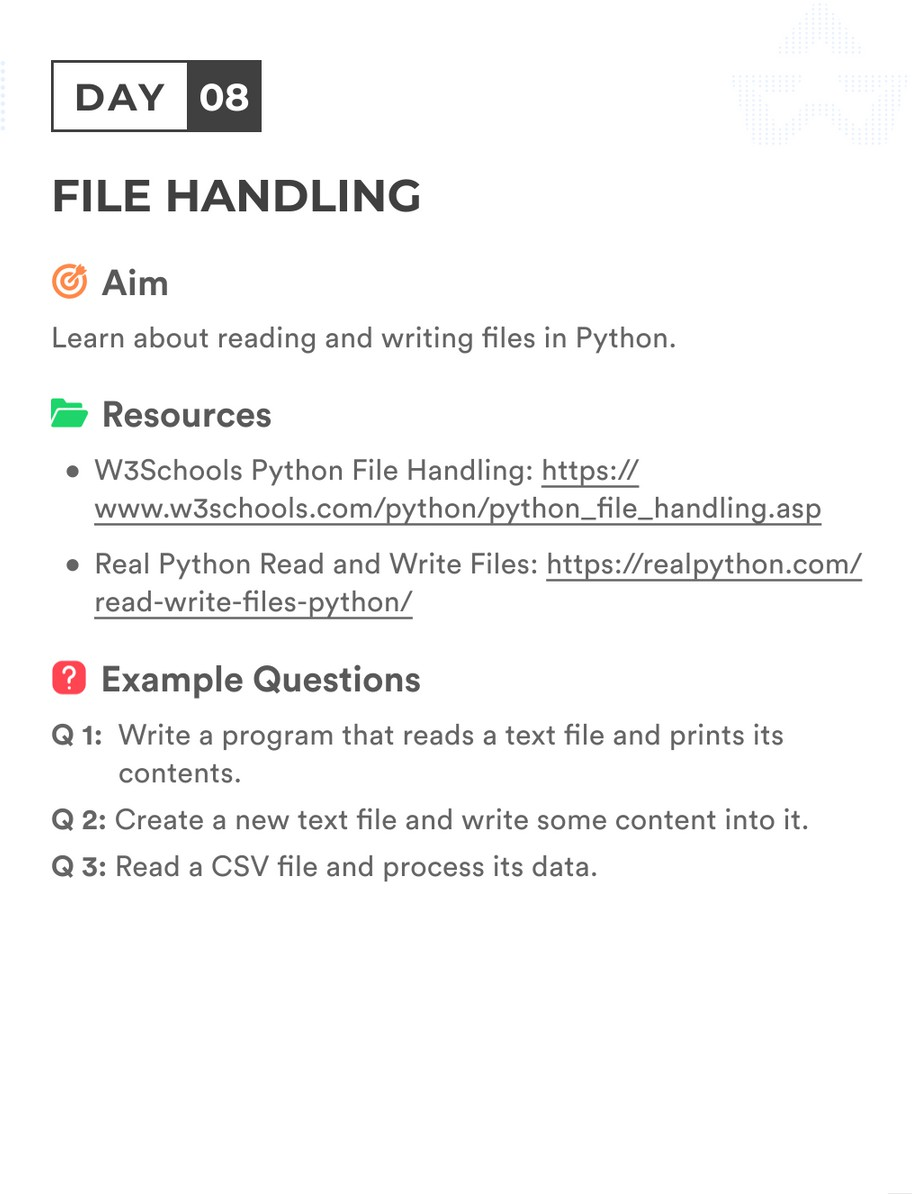 DAY 08
FILE HANDLING
Aim
Learn about reading and writing files in Python.
Resources
● W3Schools Python File Handling: https://
www.w3schools.com/python/python_file_handling.asp
● Real Python Read and Write Files: https://realpython.com/
read-write-files-python/
? Example Questions
Q 1: Write a program that reads a text file and prints its
contents.
Q 2: Create a new text file and write some content into it.
Q 3: Read a CSV file and process its data.